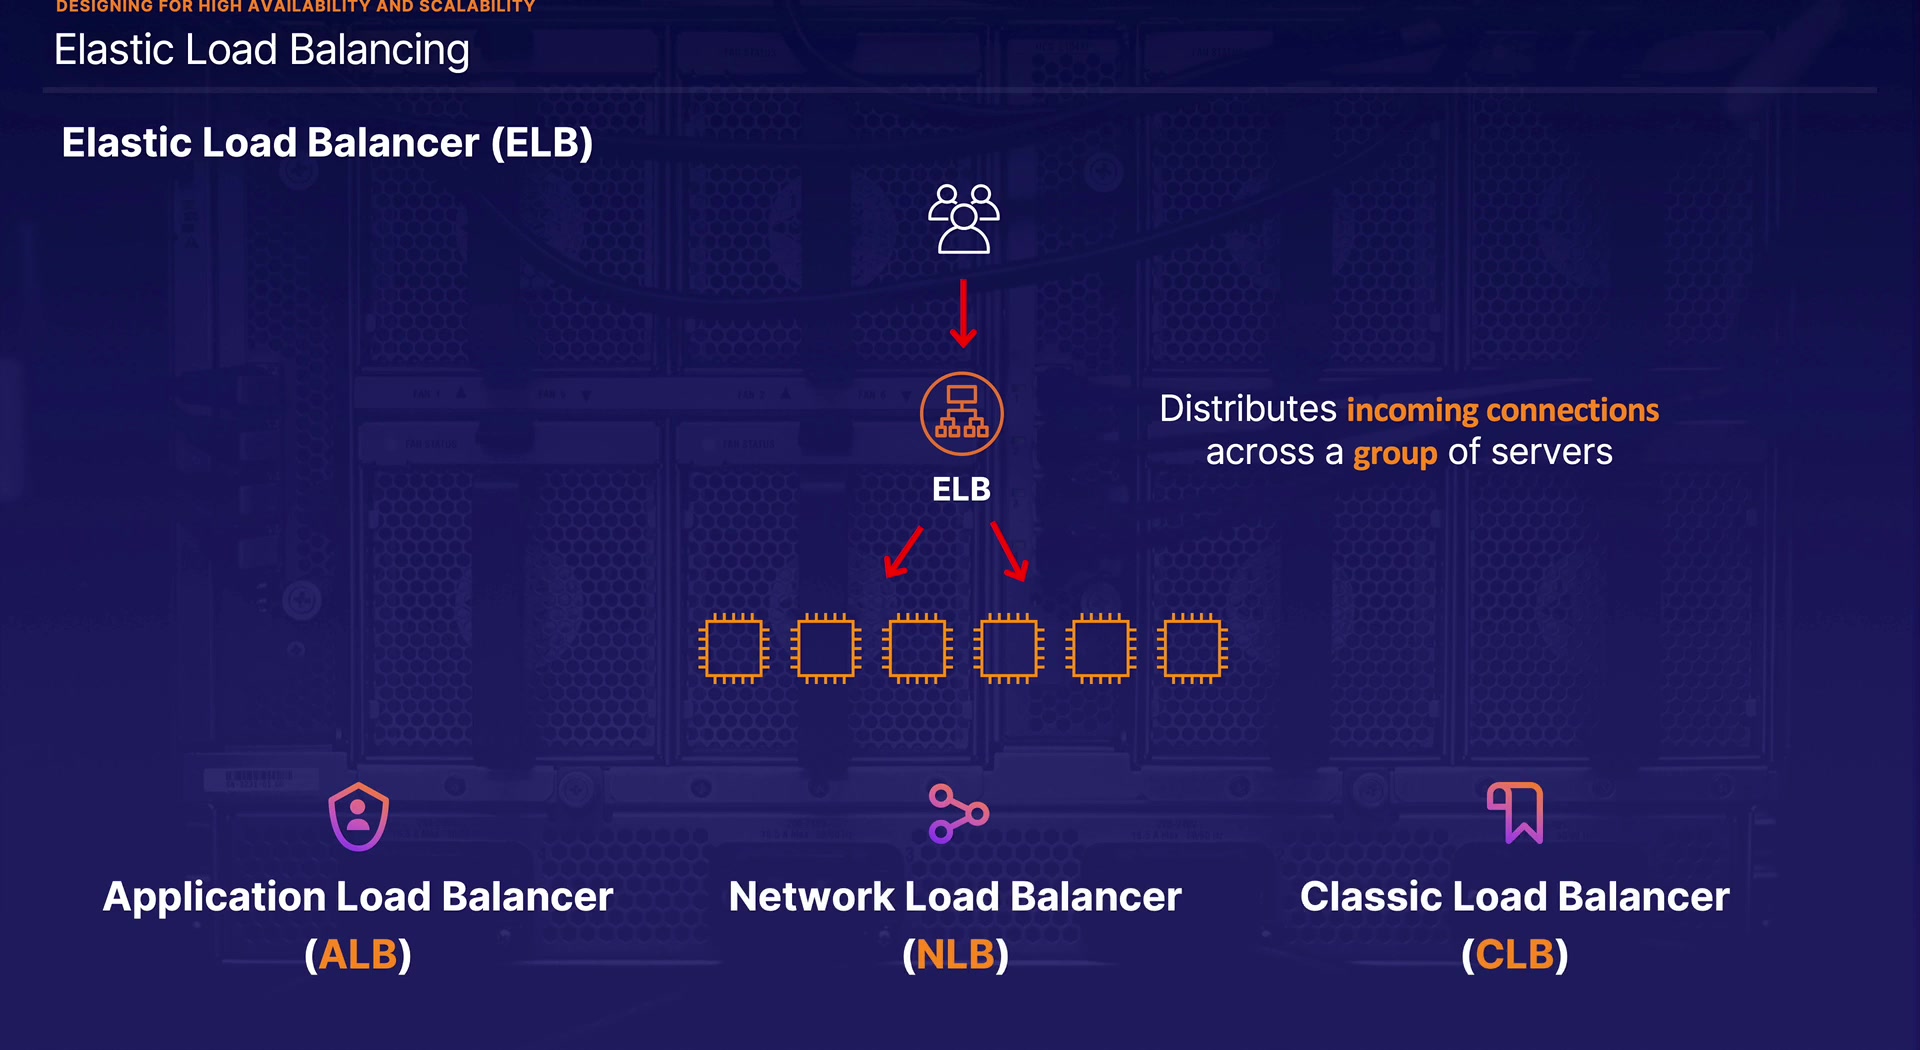 DESIGNING FOR HIGH AVAILABILITY AND SCALABILITY
Elastic Load Balancing
Elastic Load Balancer (ELB)
Distributes incoming connections
across a group of servers
ELB
Application Load Balancer
(ALB)
Network Load Balancer
(NLB)
Classic Load Balancer
(CLB)